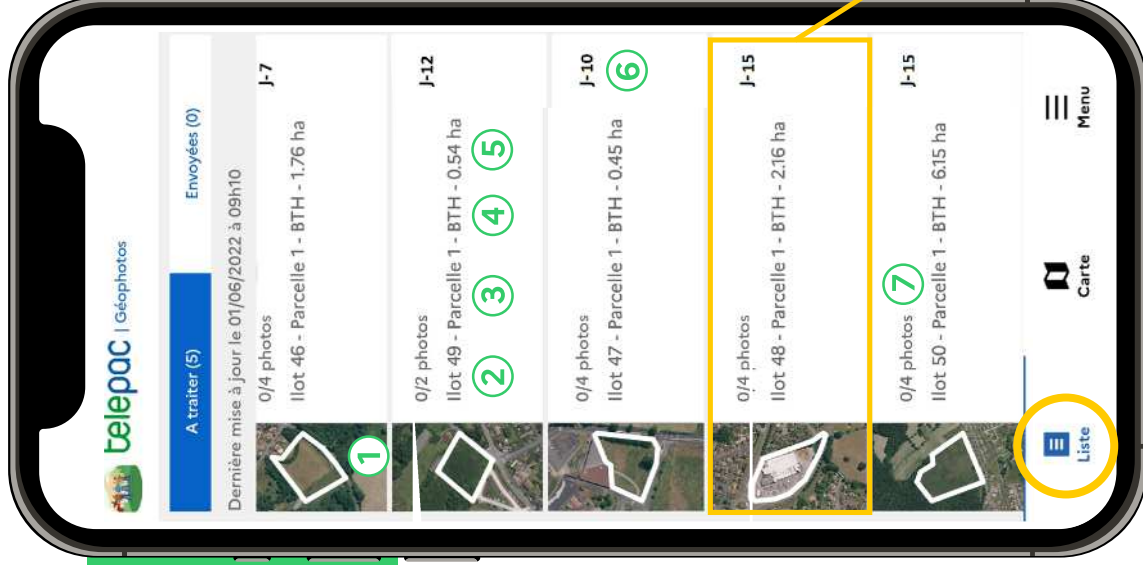 telepac | Géophotos
A traiter (5) Envoyées (0)
Dernière mise à jour le 01/06/2022 à 09h10
0/4 photos
Ilot 46 - Parcelle 1 - BTH - 1.76 ha
J-7
1
0/2 photos
Ilot 49 - Parcelle 1 - BTH - 0.54 ha
J-12
2 3 4 5
0/4 photos
Ilot 47 - Parcelle 1 - BTH - 0.45 ha
J-10
6
0/4 photos
Ilot 48 - Parcelle 1 - BTH - 2.16 ha
J-15
0/4 photos 7
Ilot 50 - Parcelle 1 - BTH - 6.15 ha
J-15
Liste Carte Menu